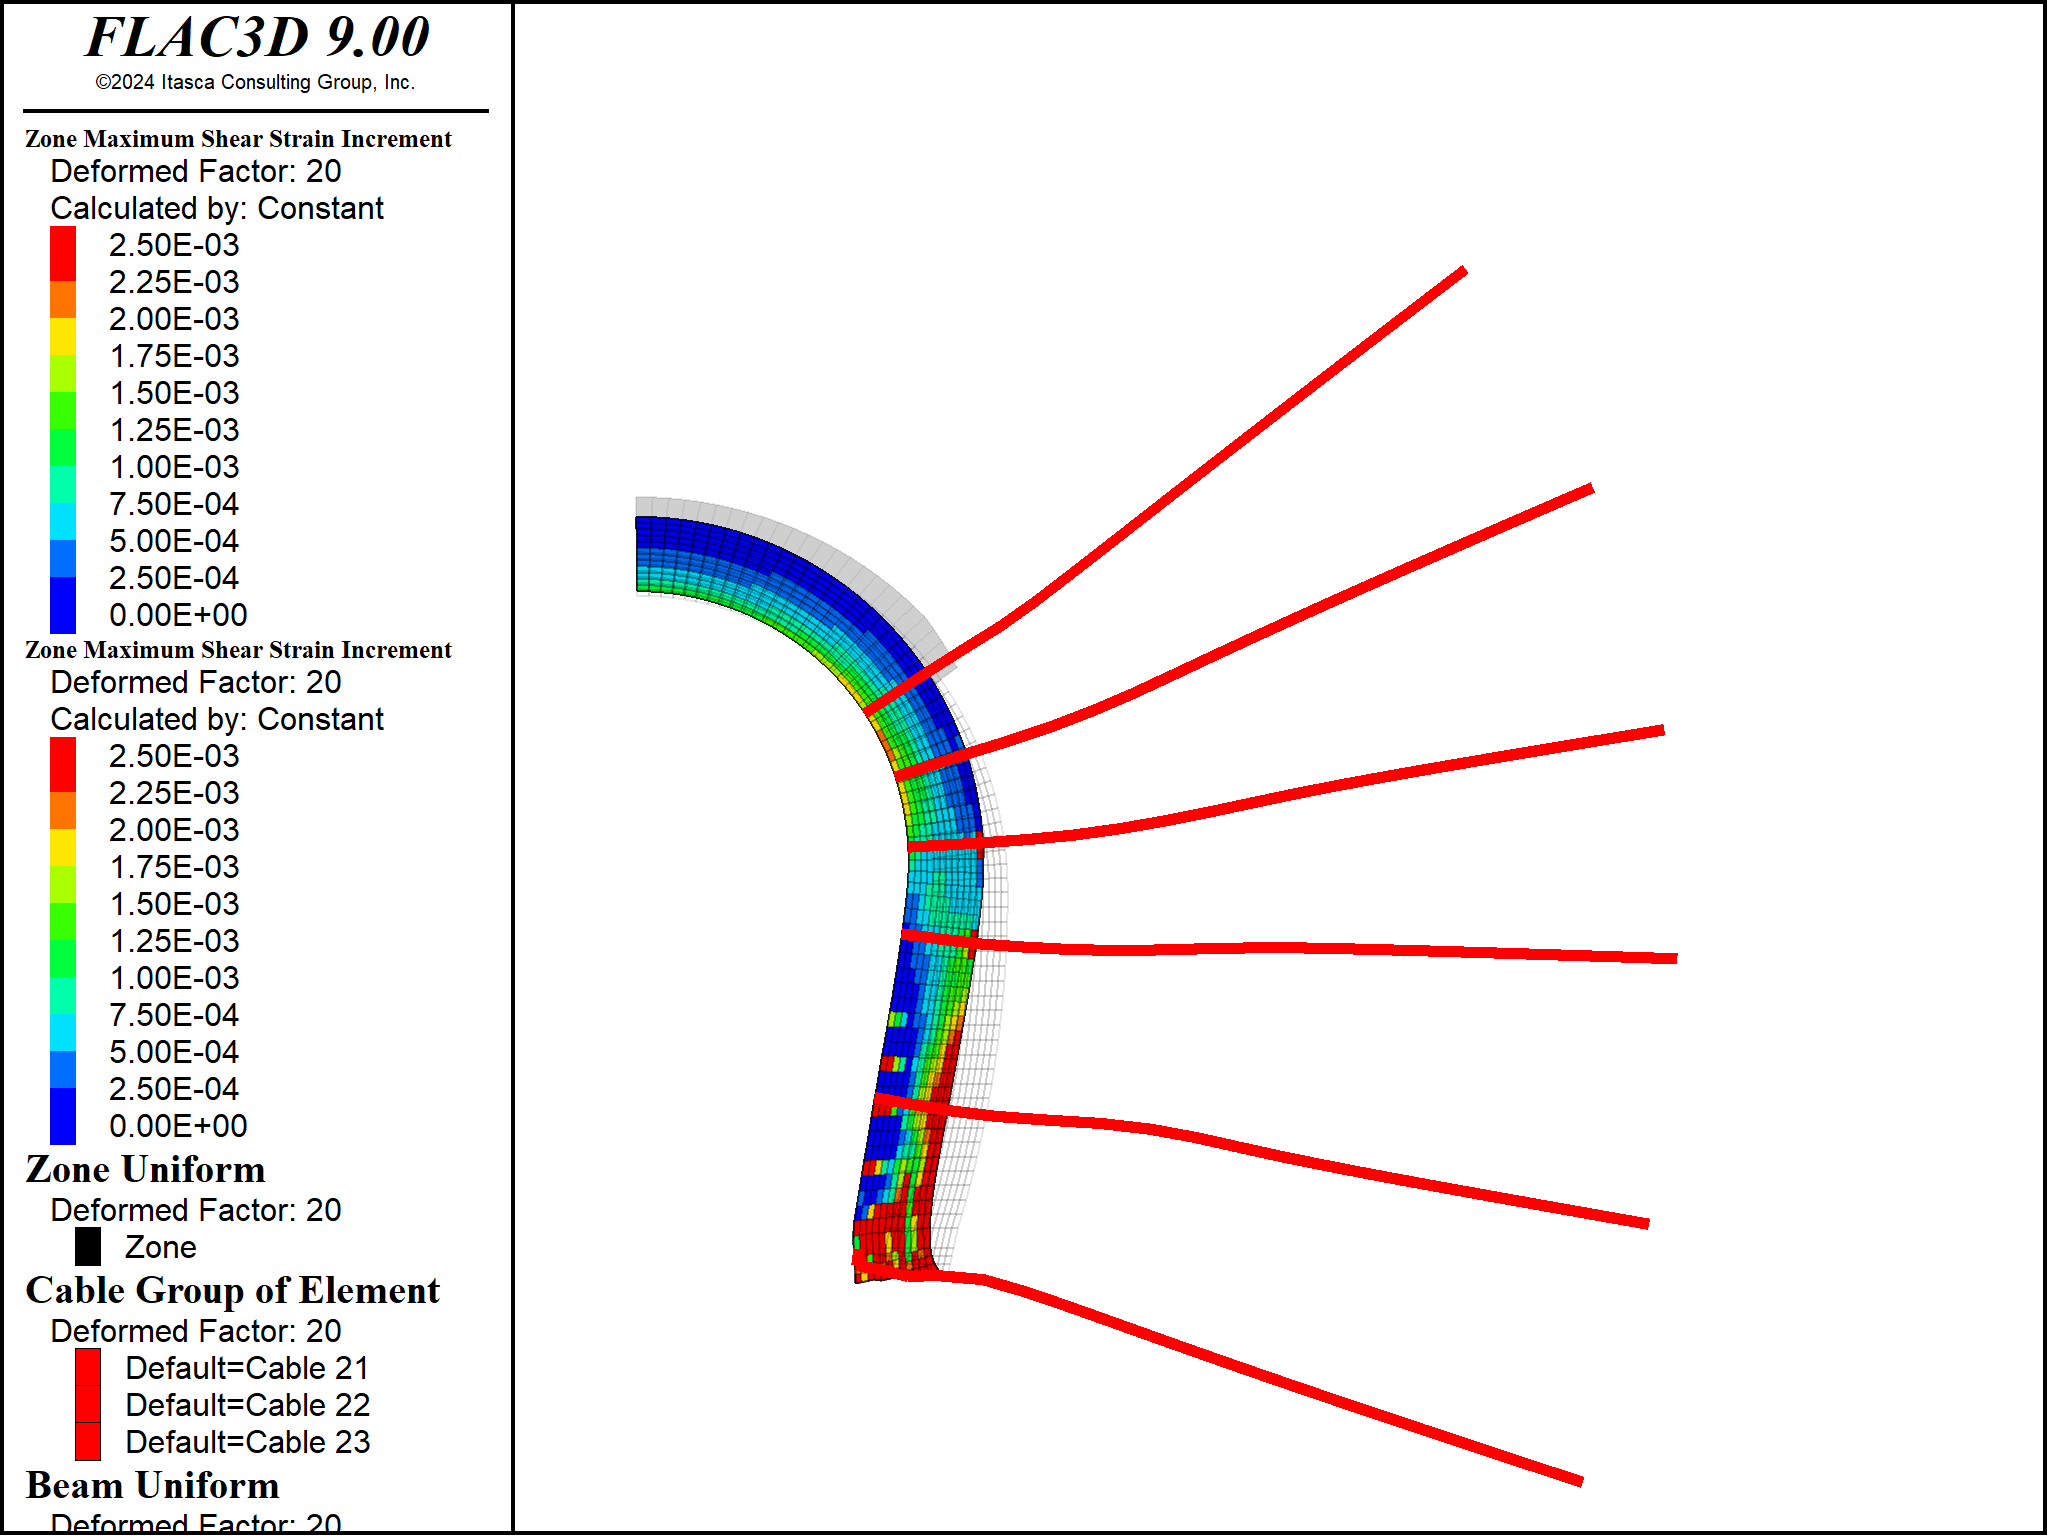 FLAC3D 9.00
©2024 Itasca Consulting Group, Inc.
Zone Maximum Shear Strain Increment
Deformed Factor: 20
Calculated by: Constant
2.50E-03
2.25E-03
2.00E-03
1.75E-03
1.50E-03
1.25E-03
1.00E-03
7.50E-04
5.00E-04
2.50E-04
0.00E+00
Zone Maximum Shear Strain Increment
Deformed Factor: 20
Calculated by: Constant
2.50E-03
2.25E-03
2.00E-03
1.75E-03
1.50E-03
1.25E-03
1.00E-03
7.50E-04
5.00E-04
2.50E-04
0.00E+00
Zone Uniform
Deformed Factor: 20
Zone
Cable Group of Element
Deformed Factor: 20
Default=Cable 21
Default=Cable 22
Default=Cable 23
Beam Uniform
Deformed Factor: 20